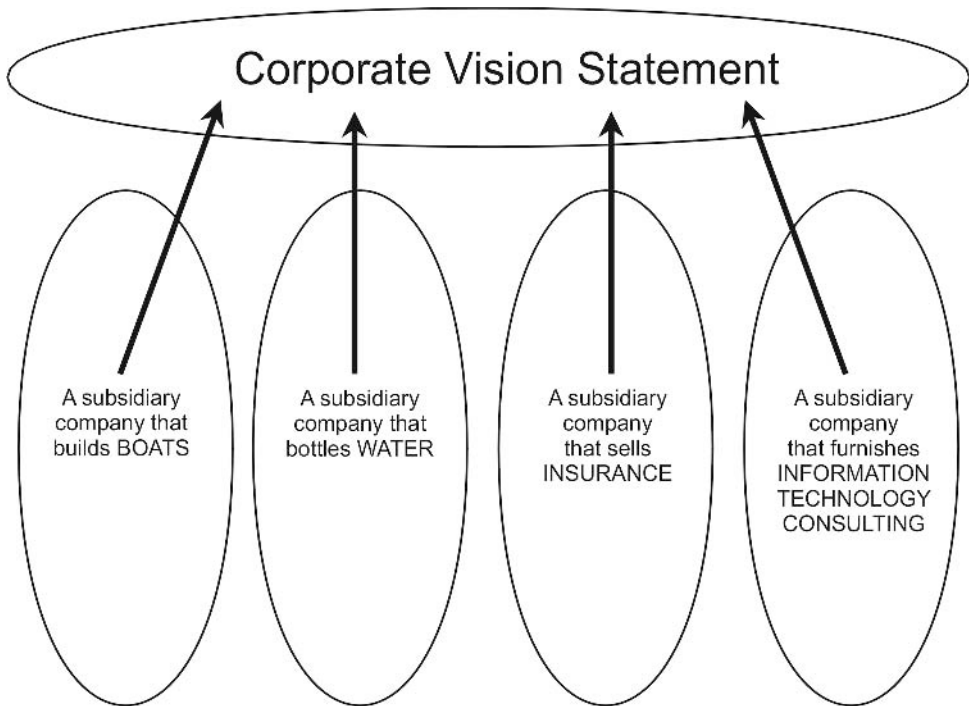 Corporate Vision Statement
A subsidiary
company that
builds BOATS
A subsidiary
company that
bottles WATER
A subsidiary
company
that sells
INSURANCE
A subsidiary
company
that furnishes
INFORMATION
TECHNOLOGY
CONSULTING